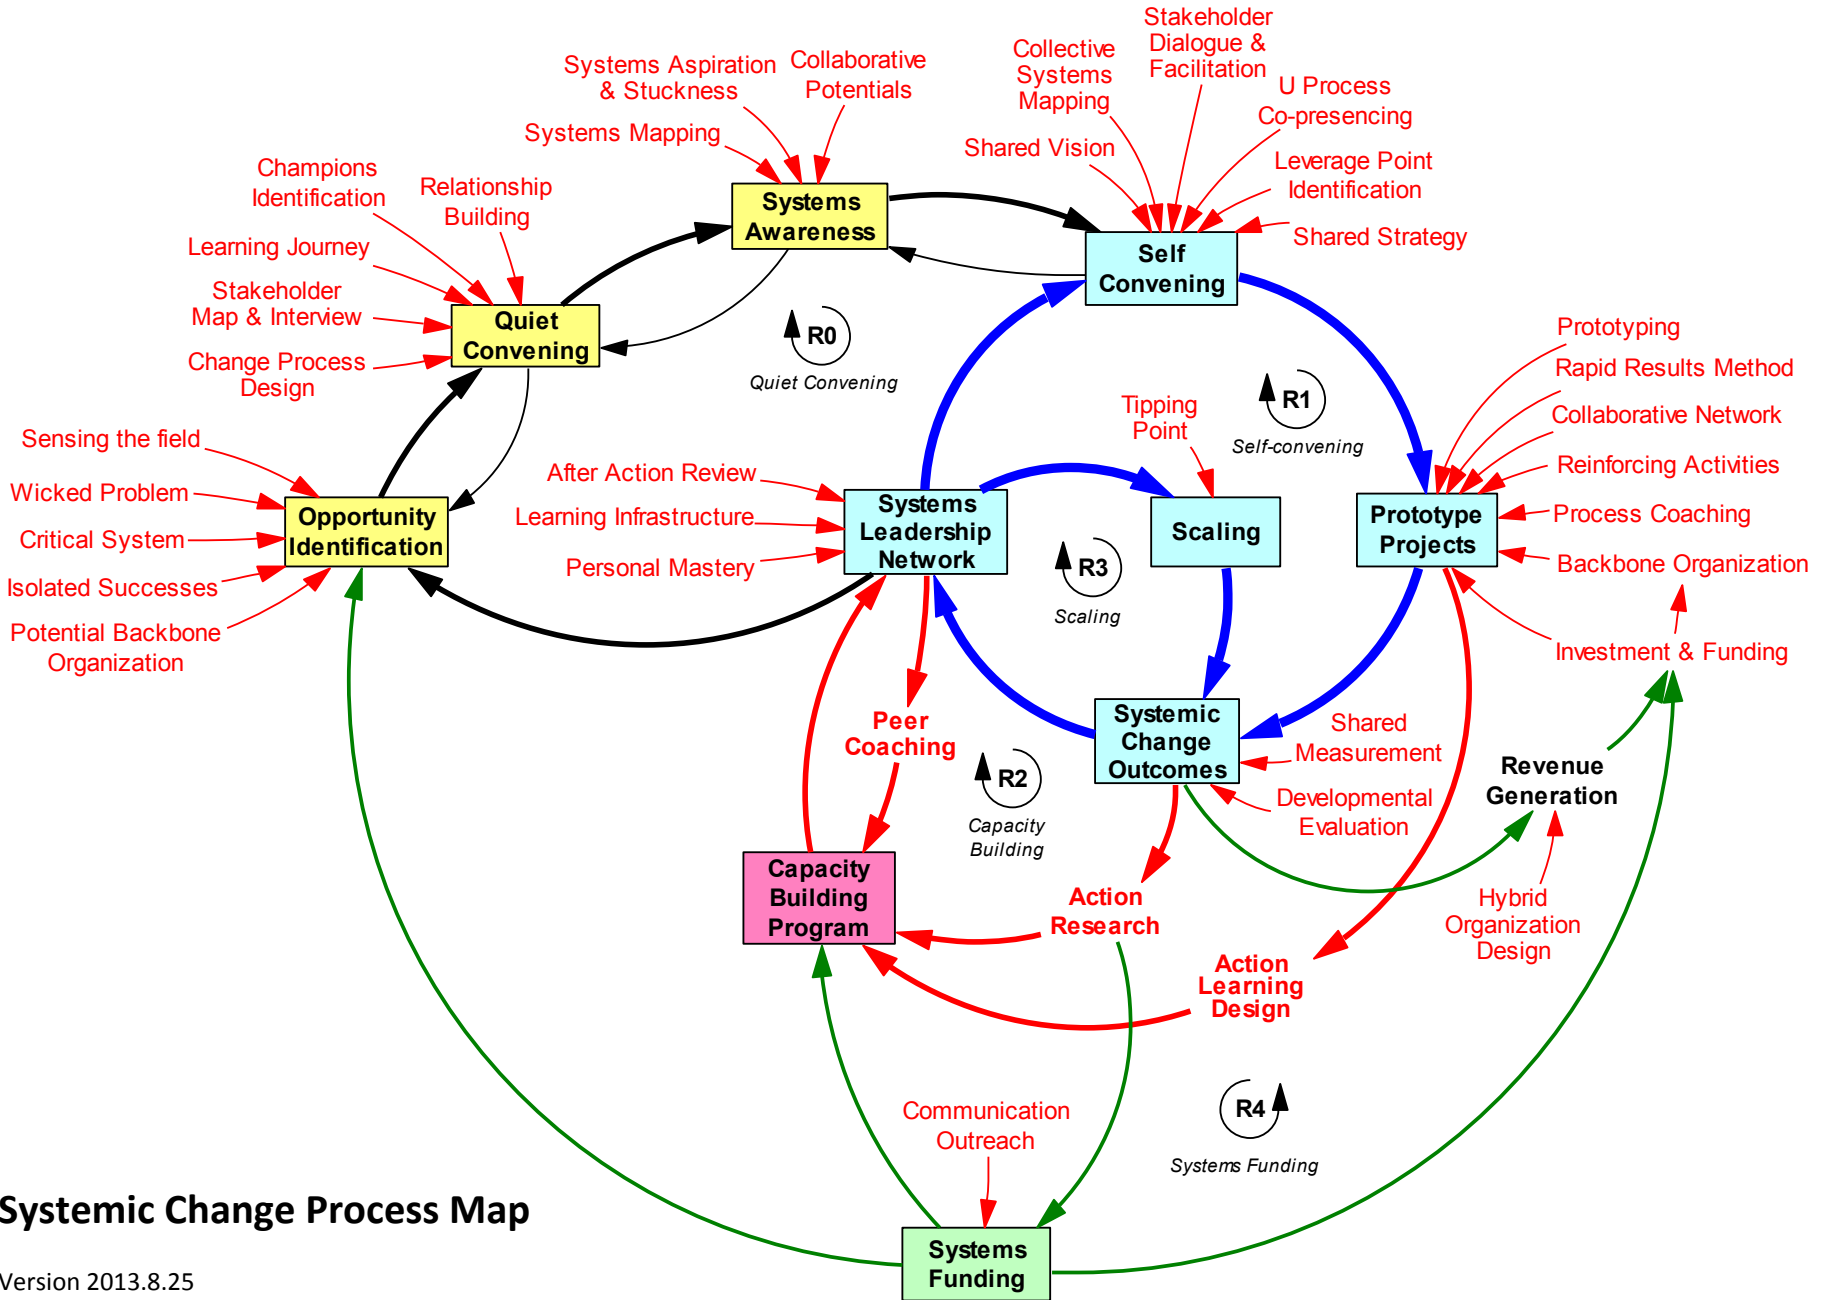 Stakeholder
Dialogue &
Facilitation
Collective
Systems
Mapping
U Process
Co-presencing
Shared Vision
Leverage Point
Identification
Shared Strategy
Systems Aspiration
& Stuckness
Collaborative
Potentials
Systems Mapping
Champions
Identification
Relationship
Building
Learning Journey
Stakeholder
Map & Interview
Change Process
Design
Systems
Awareness
Self
Convening
Quiet
Convening
R0
Quiet Convening
R1
Self-convening
Prototyping
Rapid Results Method
Collaborative Network
Reinforcing Activities
Process Coaching
Backbone Organization
Investment & Funding
Tipping
Point
Sensing the field
Wicked Problem
Critical System
Isolated Successes
Potential Backbone
Organization
Opportunity
Identification
After Action Review
Learning Infrastructure
Personal Mastery
Systems
Leadership
Network
Scaling
Prototype
Projects
R3
Scaling
Peer
Coaching
Systemic
Change
Outcomes
Shared
Measurement
Developmental
Evaluation
Revenue
Generation
R2
Capacity
Building
Capacity
Building
Program
Action
Research
Hybrid
Organization
Design
Action
Learning
Design
Communication
Outreach
R4
Systems Funding
Systems
Funding
Systemic Change Process Map
Version 2013.8.25